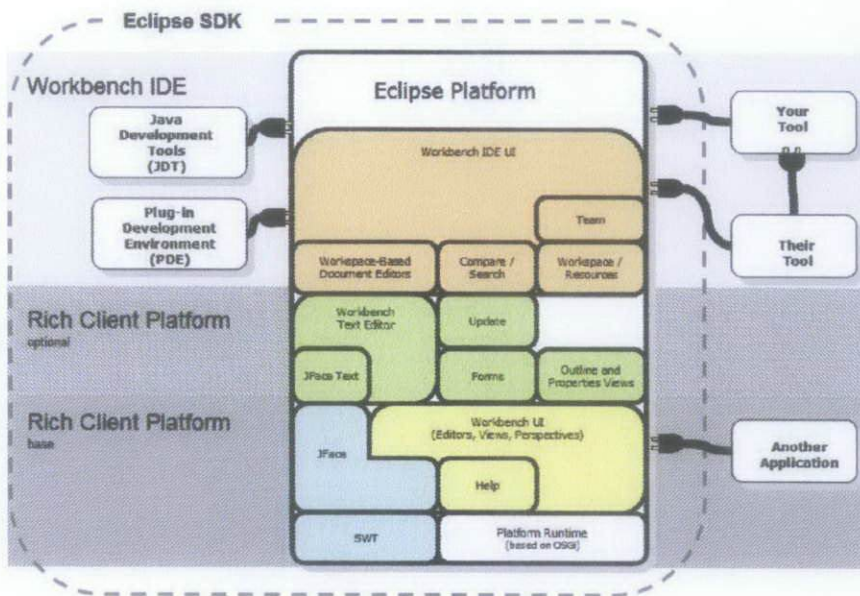 Eclipse SDK
Workbench IDE
Eclipse Platform
Java
Development
Tools
(JDT)
Your
Tool
Workbench IDE UI
Plug-in
Development
Environment
(PDE)
Team
Their
Tool
Workspace-Based
Document Editors
Compare /
Search
Workspace /
Resources
Rich Client Platform
optional
Workbench
Text Editor
Update
JFace Text
Forms
Outline and
Properties Views
Rich Client Platform
base
Workbench UI
(Editors, Views, Perspectives)
JFace
Another
Application
Help
SWT
Platform Runtime
(based on OSGi)